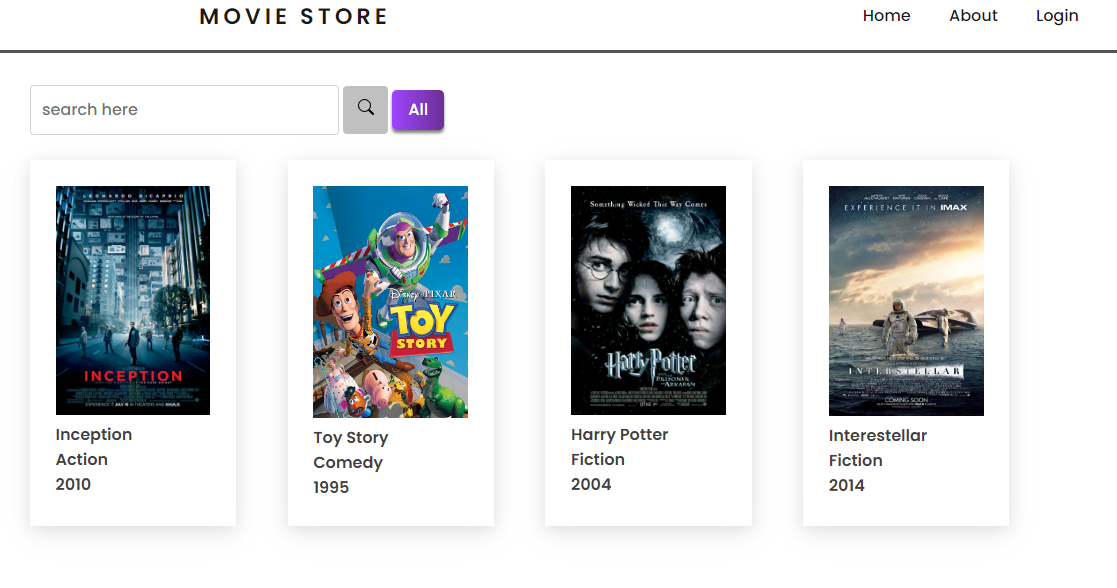 MOVIE STORE
Home About Login
search here
All
LEONARDO DICAPRIO
INCEPTION
Inception
Action
2010
Disney·PIXAR
TOY
STORY
Toy Story
Comedy
1995
Something Wicked This Way Comes
Harry Potter
AND THE
PRISONER
OF AZKABAN
Harry Potter
Fiction
2004
EXPERIENCE IT IN IMAX
INTERSTELLAR
COMING SOON
Interestellar
Fiction
2014